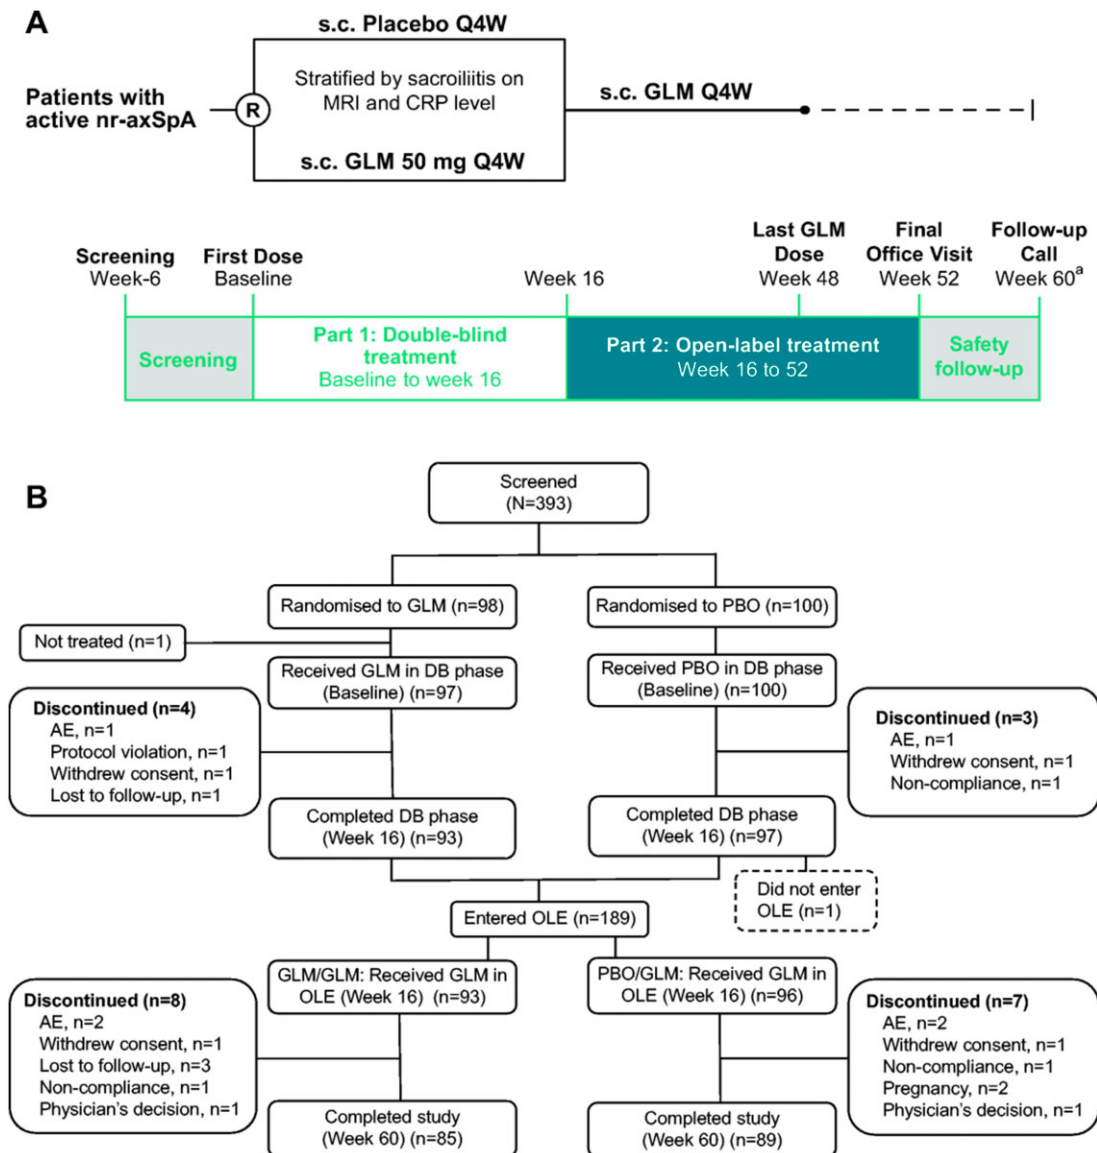 A
s.c. Placebo Q4W
Patients with
active nr-axSpA
R
Stratified by sacroiliitis on
MRI and CRP level
s.c. GLM 50 mg Q4W
s.c. GLM Q4W
Screening
Week-6
First Dose
Baseline
Week 16
Last GLM
Dose
Week 48
Final
Office Visit
Week 52
Follow-up
Call
Week 60a
Screening
Part 1: Double-blind
treatment
Baseline to week 16
Part 2: Open-label treatment
Week 16 to 52
Safety
follow-up
B
Screened
(N=393)
Randomised to GLM (n=98)
Randomised to PBO (n=100)
Not treated (n=1)
Received GLM in DB phase
(Baseline) (n=97)
Received PBO in DB phase
(Baseline) (n=100)
Discontinued (n=4)
AE, n=1
Protocol violation, n=1
Withdrew consent, n=1
Lost to follow-up, n=1
Discontinued (n=3)
AE, n=1
Withdrew consent, n=1
Non-compliance, n=1
Completed DB phase
(Week 16) (n=93)
Completed DB phase
(Week 16) (n=97)
Did not enter
OLE (n=1)
Entered OLE (n=189)
GLM/GLM: Received GLM in
OLE (Week 16) (n=93)
PBO/GLM: Received GLM in
OLE (Week 16) (n=96)
Discontinued (n=8)
AE, n=2
Withdrew consent, n=1
Lost to follow-up, n=3
Non-compliance, n=1
Physician's decision, n=1
Discontinued (n=7)
AE, n=2
Withdrew consent, n=1
Non-compliance, n=1
Pregnancy, n=2
Physician's decision, n=1
Completed study
(Week 60) (n=85)
Completed study
(Week 60) (n=89)